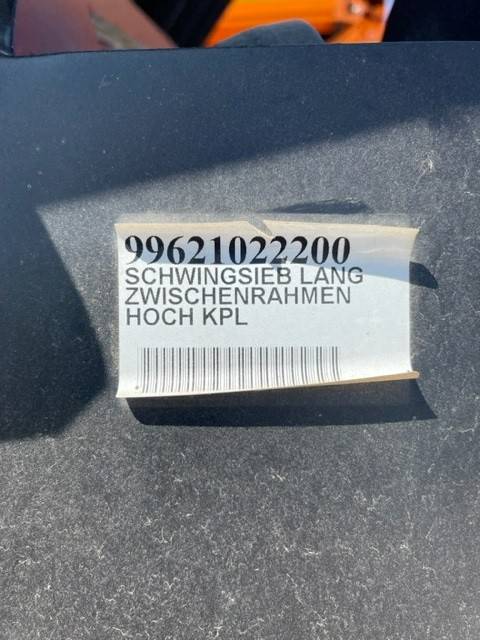 99621022200
SCHWINGSIEB LANG
ZWISCHENRAHMEN
HOCH KPL